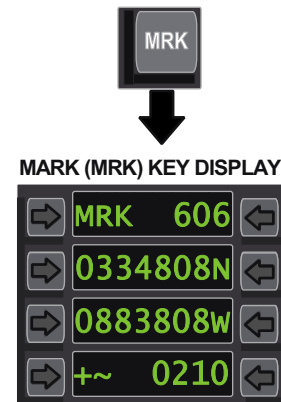 MRK
MARK (MRK) KEY DISPLAY
MRK 606
0334808N
0883808W
+~ 0210